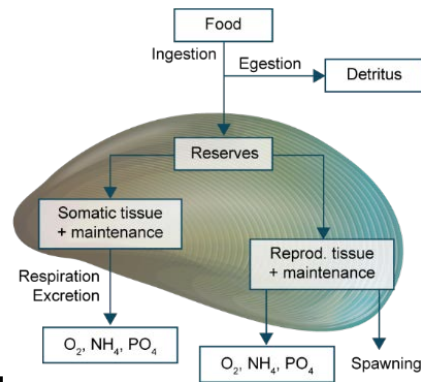 Food
Ingestion
Egestion
Detritus
Reserves
Somatic tissue
+ maintenance
Reprod. tissue
+ maintenance
Respiration
Excretion
O₂, NH₄, PO₄
O₂, NH₄, PO₄
Spawning